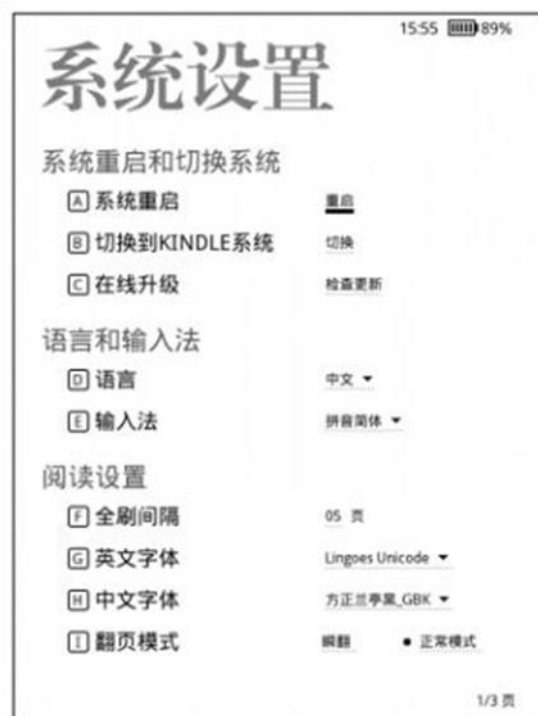 15:55 89%
系统设置
系统重启和切换系统
A 系统重启 重启
B 切换到KINDLE系统 切换
C 在线升级 检查更新
语言和输入法
D 语言 中文
E 输入法 拼音简体
阅读设置
F 全刷间隔 05 页
G 英文字体 Lingoes Unicode
H 中文字体 方正兰亭黑_GBK
I 翻页模式 瞬翻 • 正常模式
1/3 页